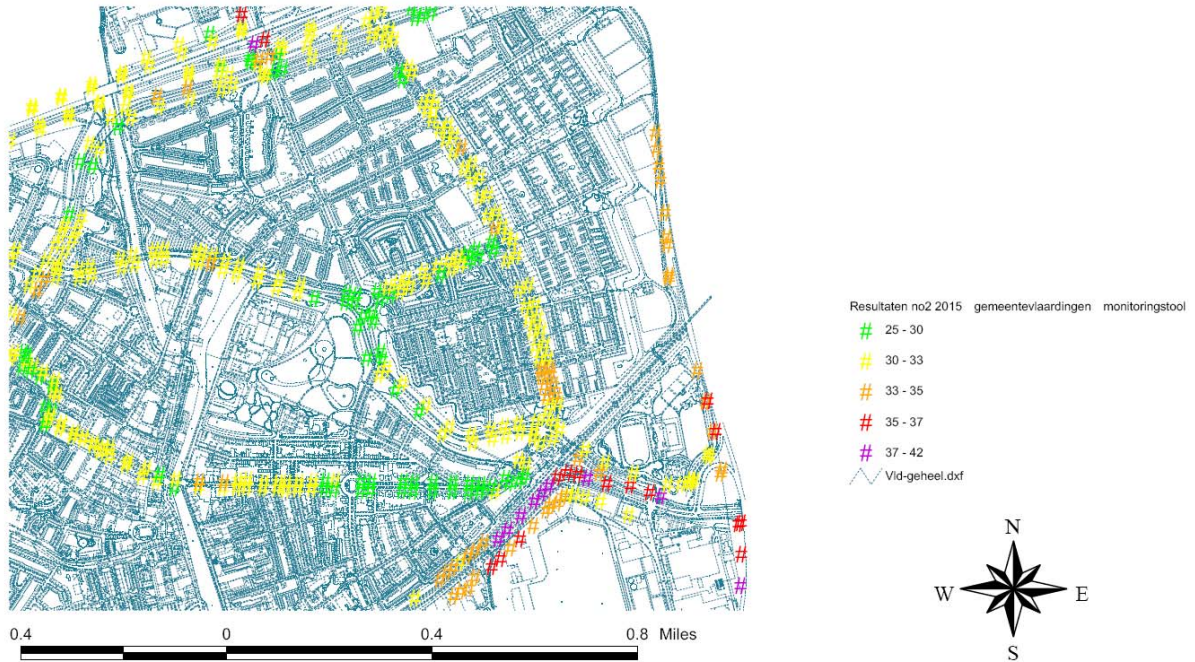 Resultaten no2 2015 gemeentevlaardingen monitoringstool
# 25 - 30
# 30 - 33
# 33 - 35
# 35 - 37
# 37 - 42
Vld-geheel.dxf
N
W E
S
0.4 0 0.4 0.8 Miles